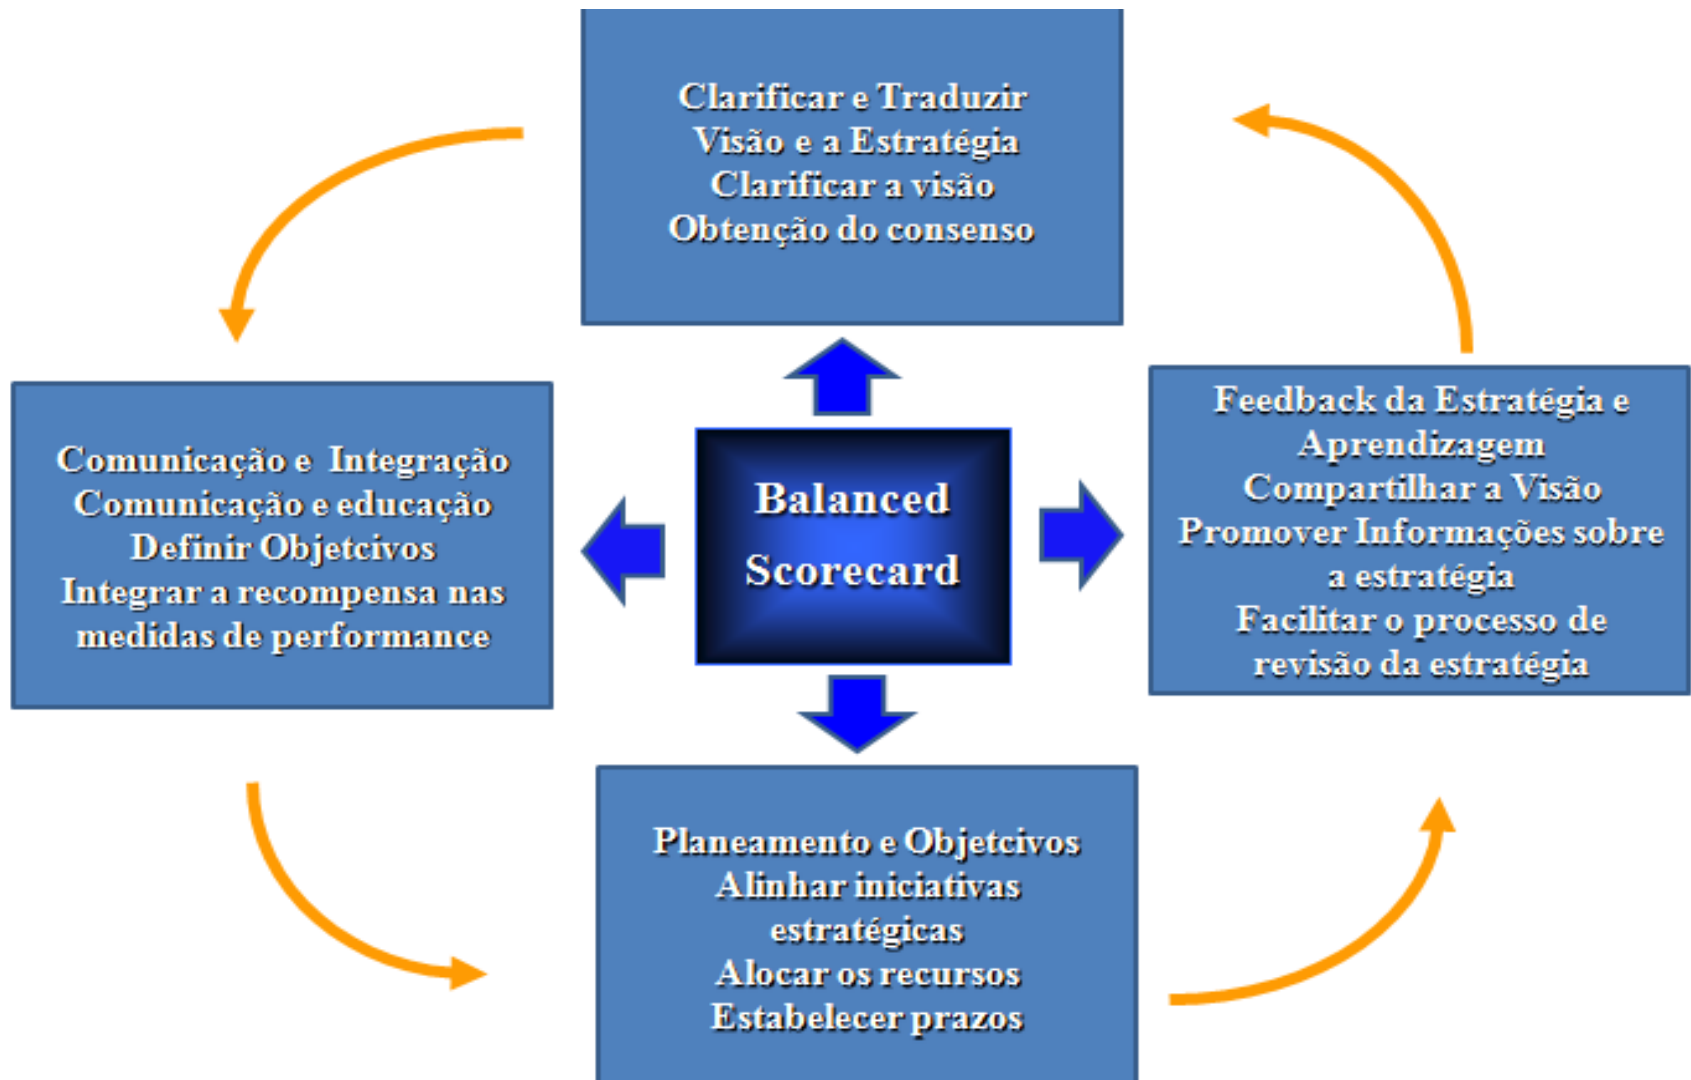 Clarificar e Traduzir
Visão e a Estratégia
Clarificar a visão
Obtenção do consenso
Comunicação e Integração
Comunicação e educação
Definir Objetcivos
Integrar a recompensa nas
medidas de performance
Balanced
Scorecard
Feedback da Estratégia e
Aprendizagem
Compartilhar a Visão
Promover Informações sobre
a estratégia
Facilitar o processo de
revisão da estratégia
Planeamento e Objetcivos
Alinhar iniciativas
estratégicas
Alocar os recursos
Estabelecer prazos